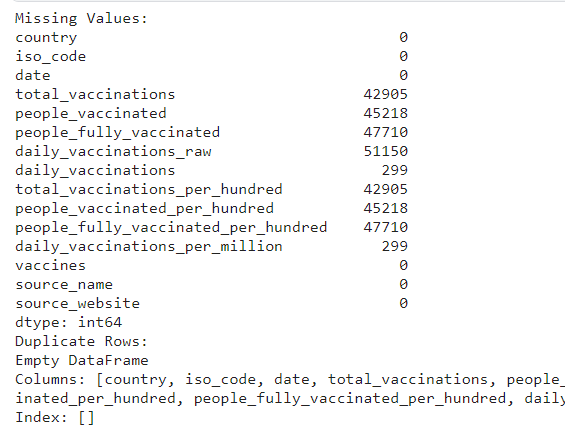 Missing Values:
country 0
iso_code 0
date 0
total_vaccinations 42905
people_vaccinated 45218
people_fully_vaccinated 47710
daily_vaccinations_raw 51150
daily_vaccinations 299
total_vaccinations_per_hundred 42905
people_vaccinated_per_hundred 45218
people_fully_vaccinated_per_hundred 47710
daily_vaccinations_per_million 299
vaccines 0
source_name 0
source_website 0
dtype: int64
Duplicate Rows:
Empty DataFrame
Columns: [country, iso_code, date, total_vaccinations, people_
inated_per_hundred, people_fully_vaccinated_per_hundred, daily
Index: []